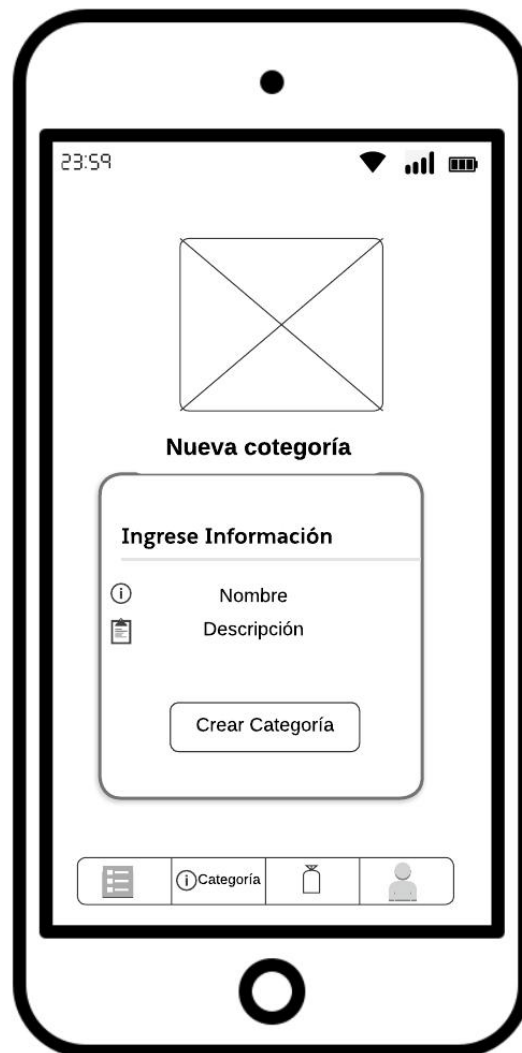 23:59
Nueva cotegoría
Ingrese Información
Nombre
Descripción
Crear Categoría
Categoría